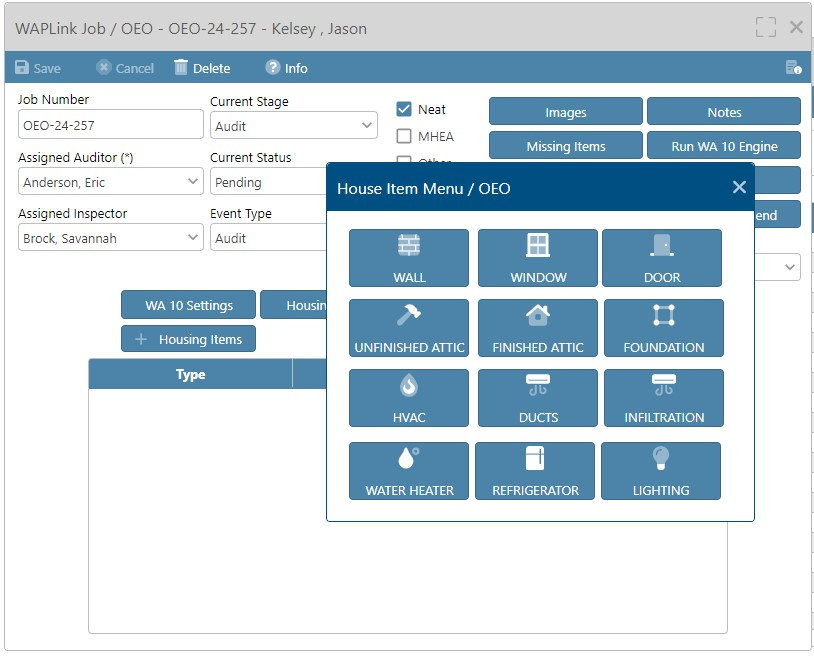 WAPLink Job / OEO - OEO-24-257 - Kelsey , Jason
Save Cancel Delete Info
Job Number
OEO-24-257
Current Stage
Audit
Neat
MHEA
Other
Images Notes
Missing Items Run WA 10 Engine
Assigned Auditor (*)
Anderson, Eric
Current Status
Pending
Assigned Inspector
Brock, Savannah
Event Type
Audit
end
WA 10 Settings Housin
+ Housing Items
Type
House Item Menu / OEO
WALL WINDOW DOOR
UNFINISHED ATTIC FINISHED ATTIC FOUNDATION
HVAC DUCTS INFILTRATION
WATER HEATER REFRIGERATOR LIGHTING